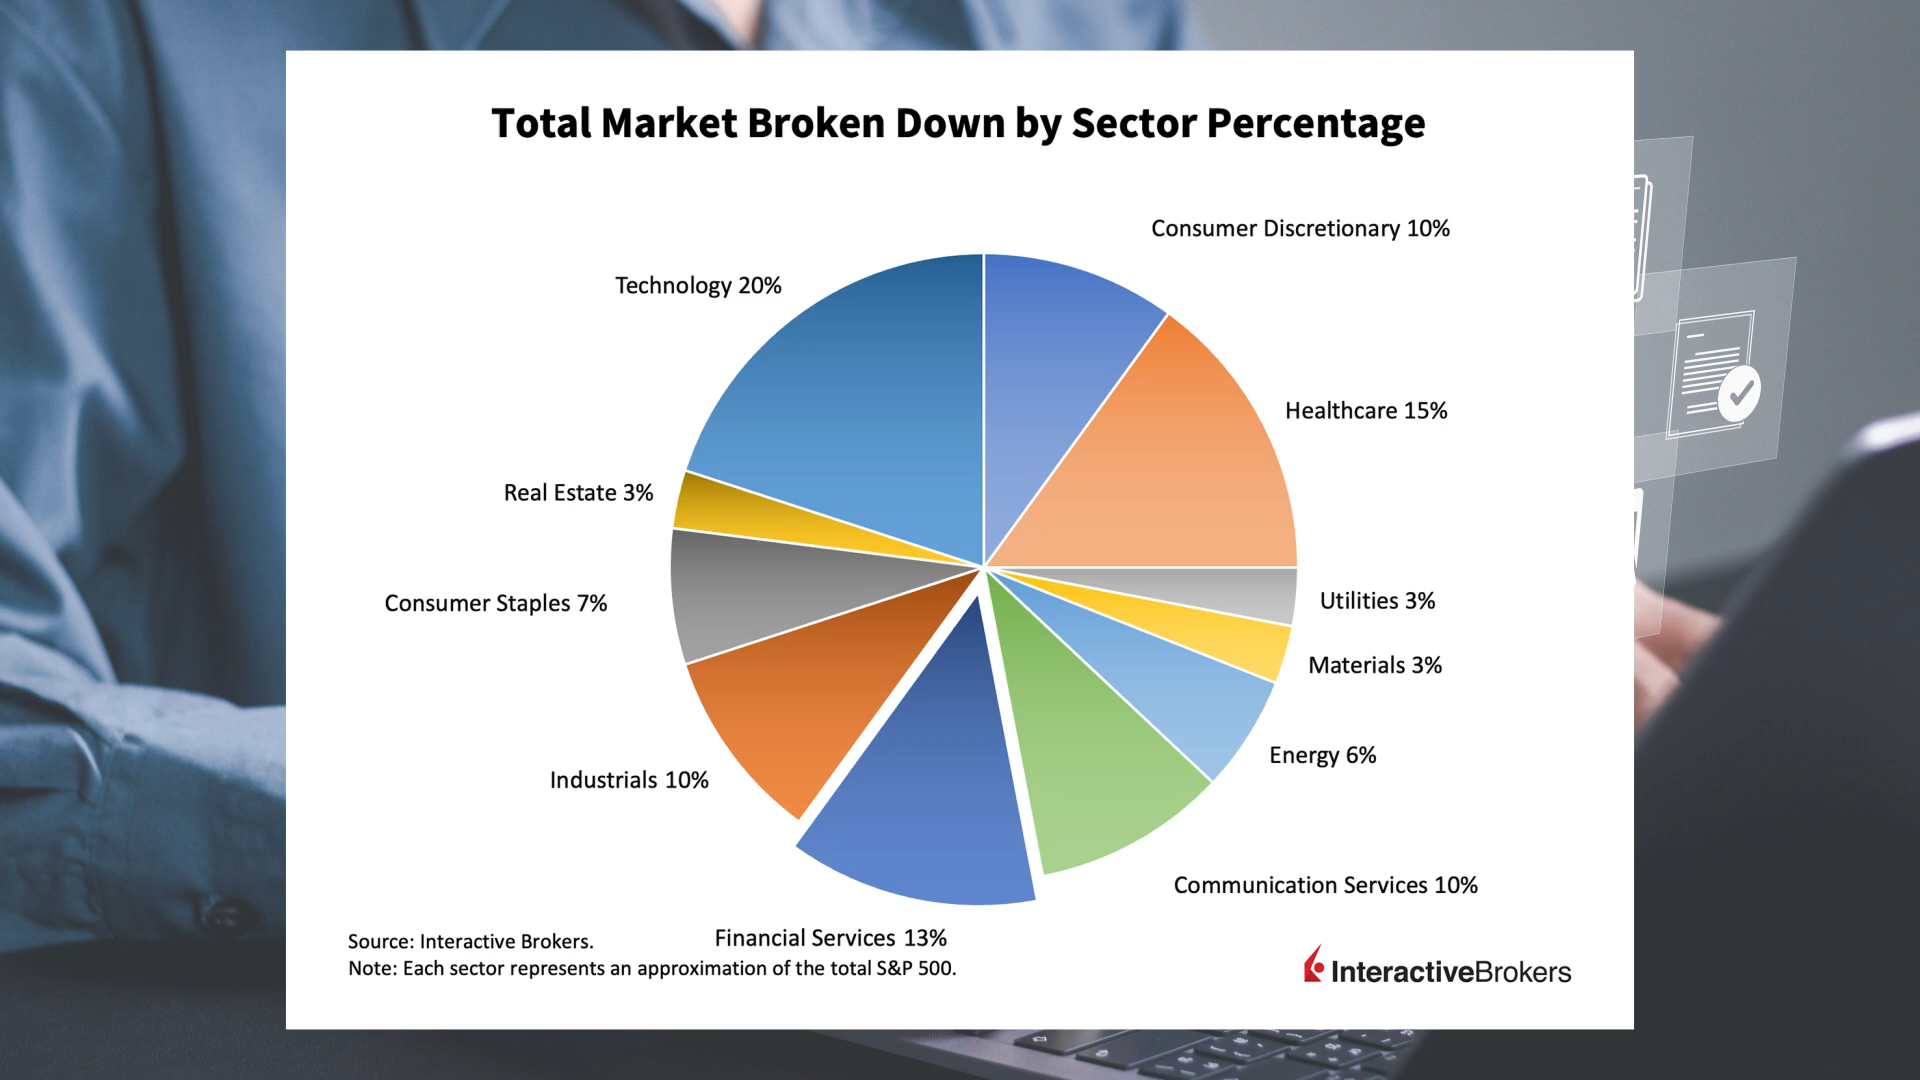 Total Market Broken Down by Sector Percentage
Consumer Discretionary 10%
Technology 20%
Healthcare 15%
Real Estate 3%
Utilities 3%
Consumer Staples 7%
Materials 3%
Energy 6%
Industrials 10%
Communication Services 10%
Financial Services 13%
Source: Interactive Brokers.
Note: Each sector represents an approximation of the total S&P 500.
InteractiveBrokers